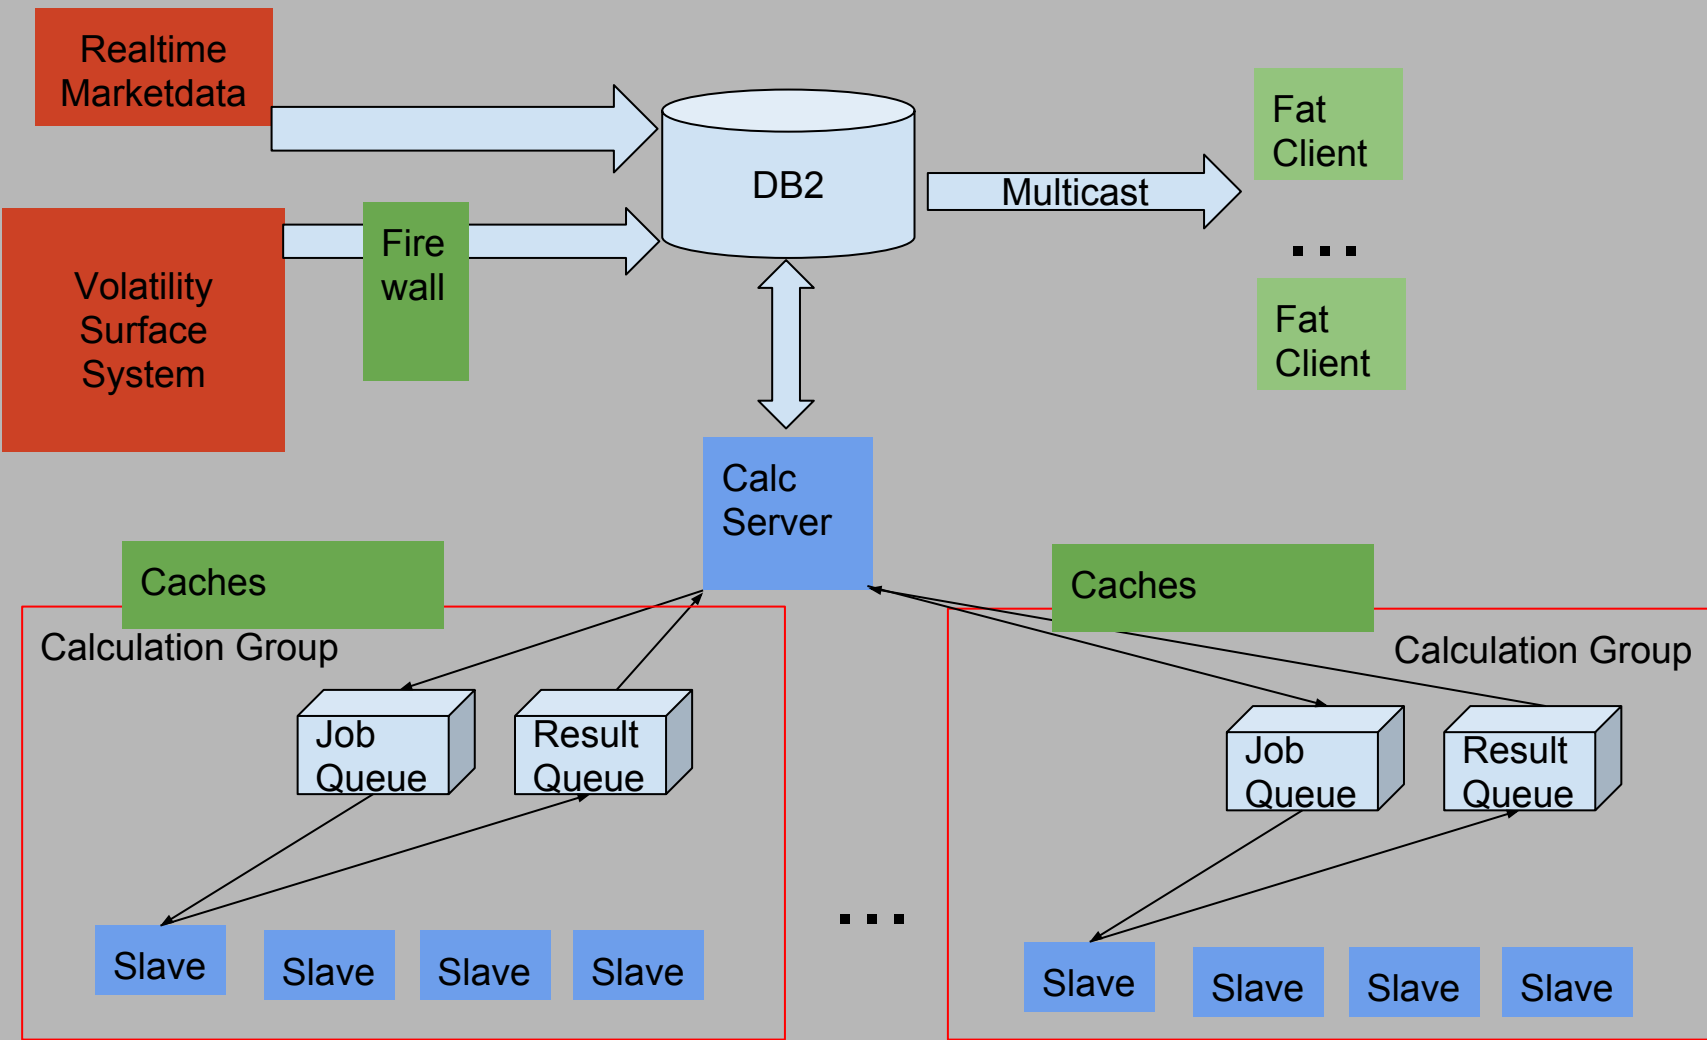 Realtime
Marketdata
Volatility
Surface
System
Fire
wall
DB2
Multicast
Fat
Client
...
Fat
Client
Calc
Server
Caches
Calculation Group
Job
Queue
Result
Queue
Slave
Slave
Slave
Slave
...
Caches
Calculation Group
Job
Queue
Result
Queue
Slave
Slave
Slave
Slave